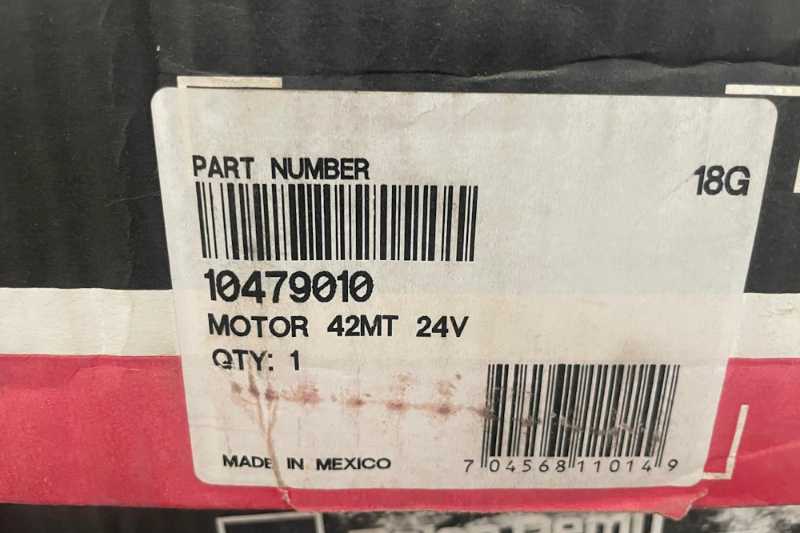 PART NUMBER
18G
10479010
MOTOR 42MT 24V
QTY: 1
MADE IN MEXICO
7 04568 11014 9